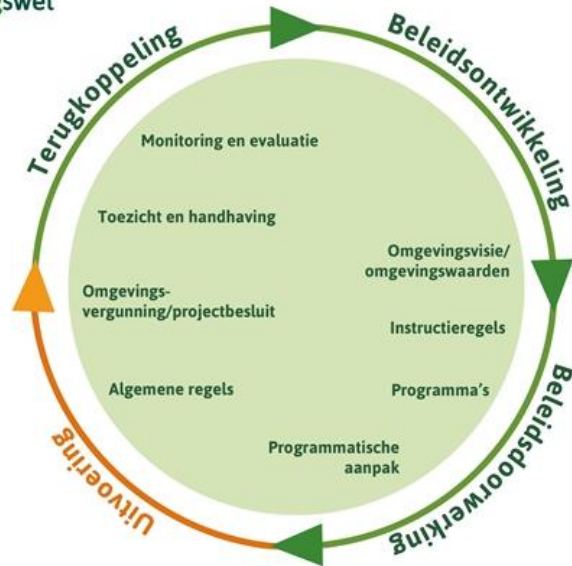 gswet
Terugkoppeling
Beleidsontwikkeling
Monitoring en evaluatie
Toezicht en handhaving
Omgevingsvisie/
omgevingswaarden
Omgevings-
vergunning/projectbesluit
Instructieregels
Algemene regels
Programma's
Programmatische
aanpak
Uitvoering
Beleidsdoorwerking